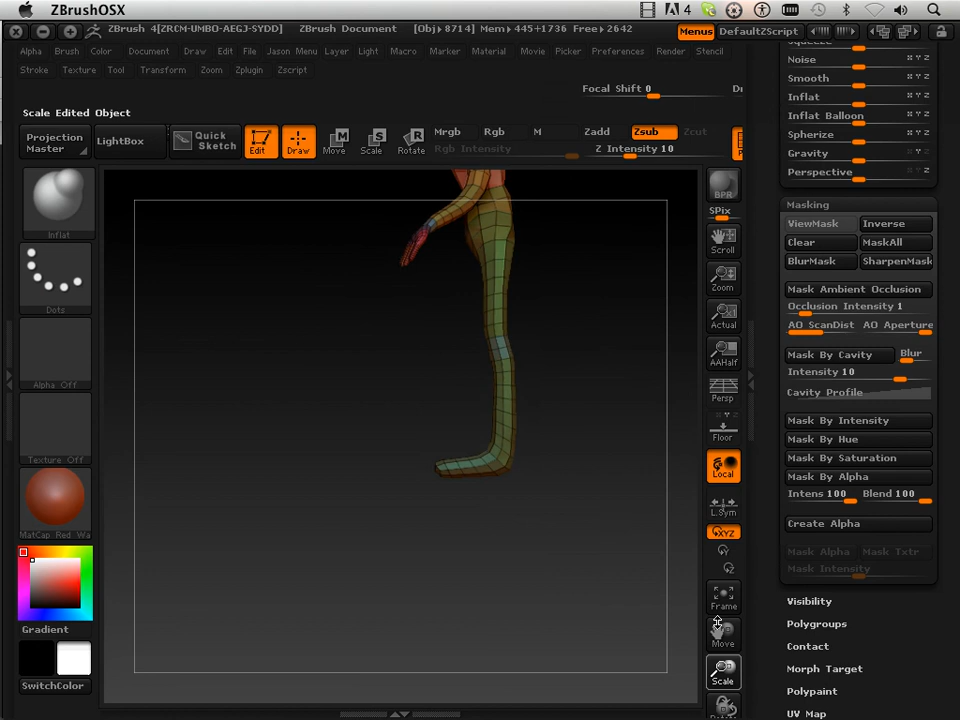 ZBrushOSX
4
ZBrush 4[ZRCM-UMBO-AEGJ-SYDD] ZBrush Document [Obj▸8714] Mem▸445+1736 Free▸2642 Menus DefaultZScript
Alpha Brush Color Document Draw Edit File Jason Menu Layer Light Macro Marker Material Movie Picker Preferences Render Stencil
Stroke Texture Tool Transform Zoom Zplugin Zscript
Focal Shift 0
Scale Edited Object
Projection Master
LightBox
Quick Sketch
Edit Draw Move Scale Rotate
Mrgb Rgb M Zadd Zsub Zcut
Rgb Intensity Z Intensity 10
Inflat
Dots
Alpha Off
Texture Off
MatCap Red Wa
Gradient
SwitchColor
BPR
SPix
Scroll
Zoom
Actual
AAHalf
Persp
Floor
Local
L.Sym
XYZ
Frame
Move
Scale
Squeeze
Noise
Smooth
Inflat
Inflat Balloon
Spherize
Gravity
Perspective
Masking
ViewMask Inverse
Clear MaskAll
BlurMask SharpenMask
Mask Ambient Occlusion
Occlusion Intensity 1
AO ScanDist AO Aperture
Mask By Cavity Blur
Intensity 10
Cavity Profile
Mask By Intensity
Mask By Hue
Mask By Saturation
Mask By Alpha
Intens 100 Blend 100
Create Alpha
Mask Alpha Mask Txtr
Mask Intensity
Visibility
Polygroups
Contact
Morph Target
Polypaint
UV Map